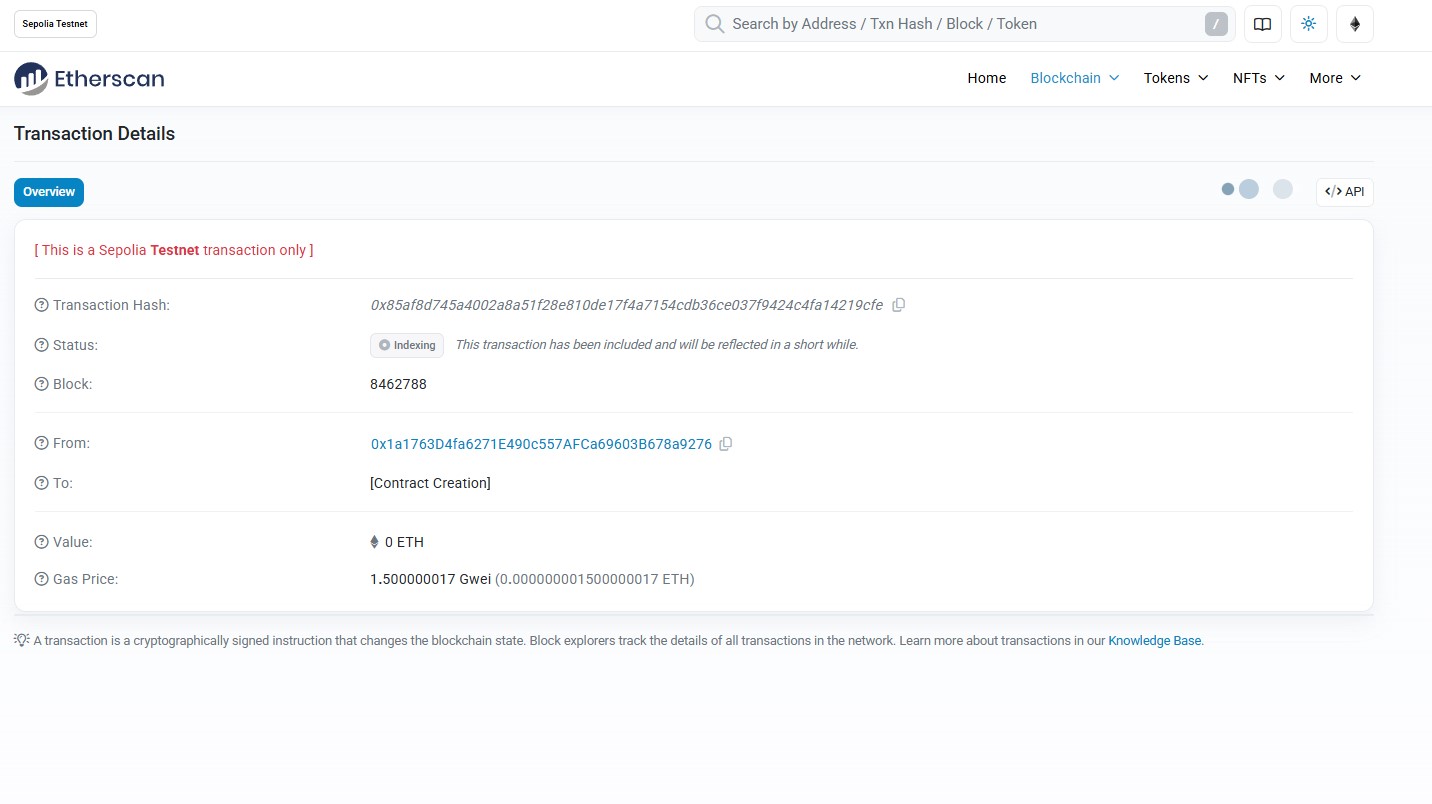 Sepolia Testnet
Search by Address / Txn Hash / Block / Token /
Etherscan
Home Blockchain Tokens NFTs More
Transaction Details
Overview
</> API
[ This is a Sepolia Testnet transaction only ]
Transaction Hash: 0x85af8d745a4002a8a51f28e810de17f4a7154cdb36ce037f9424c4fa14219cfe
Status: Indexing This transaction has been included and will be reflected in a short while.
Block: 8462788
From: 0x1a1763D4fa6271E490c557AFCa69603B678a9276
To: [Contract Creation]
Value: 0 ETH
Gas Price: 1.500000017 Gwei (0.000000001500000017 ETH)
A transaction is a cryptographically signed instruction that changes the blockchain state. Block explorers track the details of all transactions in the network. Learn more about transactions in our Knowledge Base.